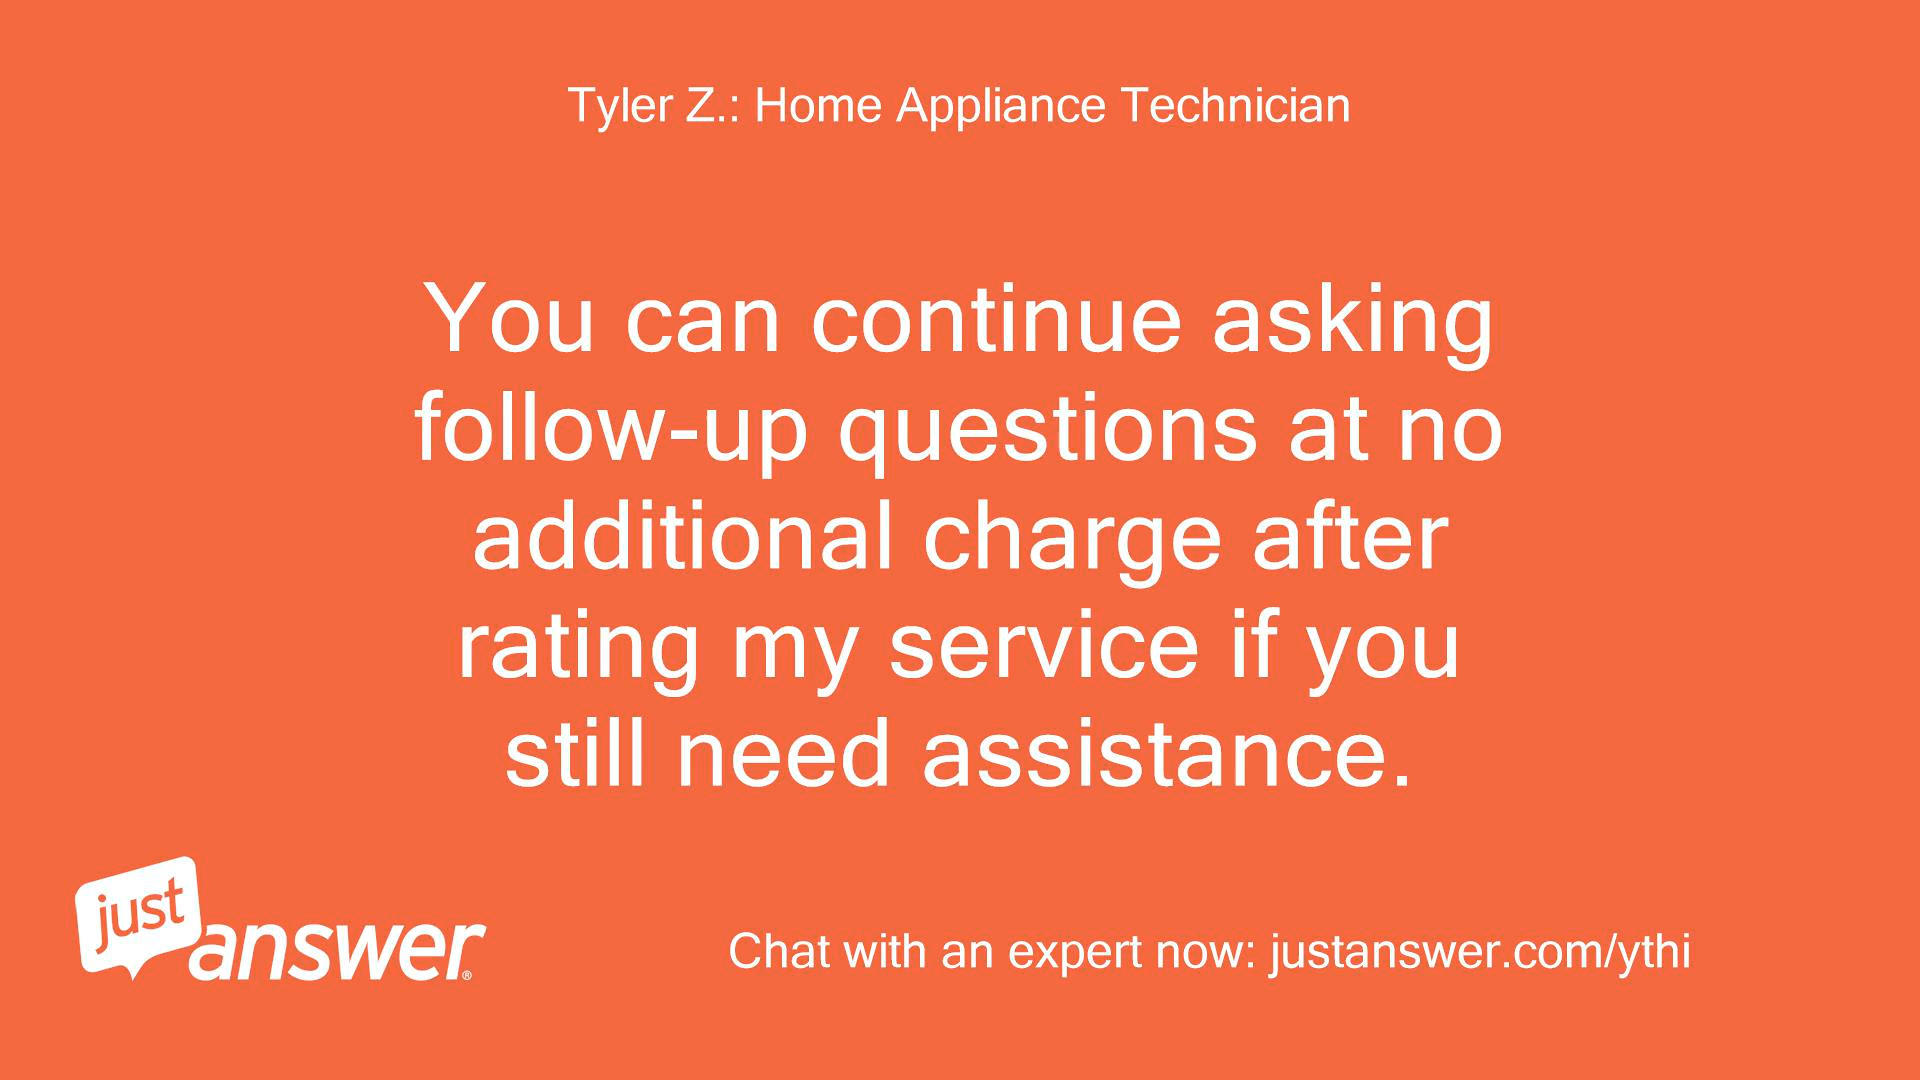 Tyler Z.: Home Appliance Technician
You can continue asking
follow-up questions at no
additional charge after
rating my service if you
still need assistance.
just
answer®
Chat with an expert now: justanswer.com/ythi